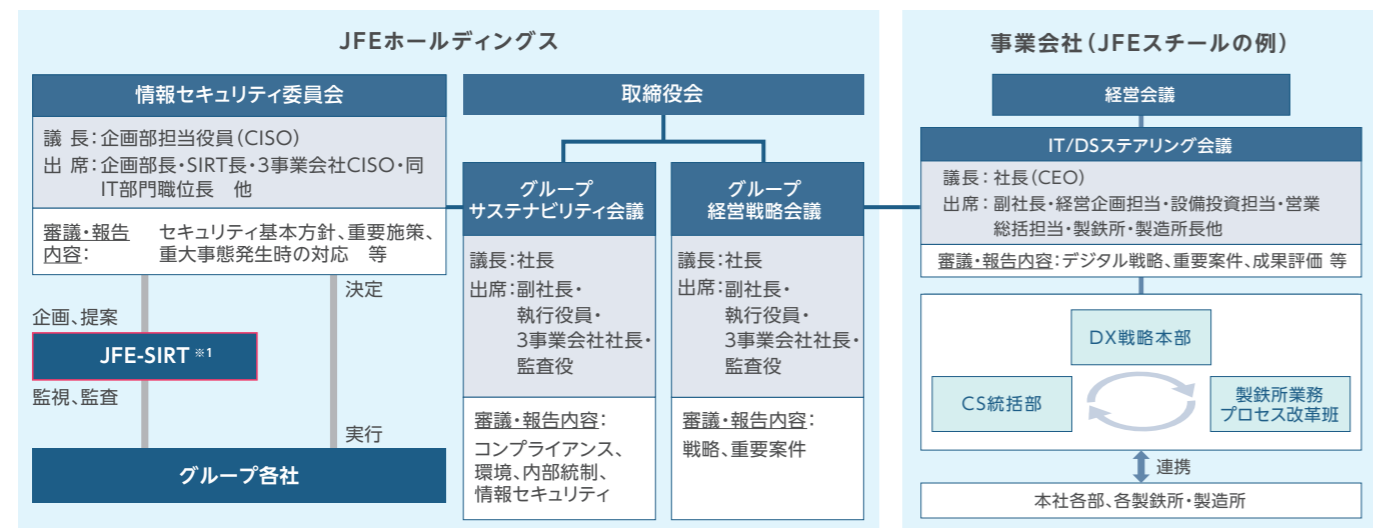 JFEホールディングス
情報セキュリティ委員会
議 長：企画部担当役員（CISO）
出 席：企画部長・SIRT長・3事業会社CISO・同
IT部門職位長　他
審議・報告　セキュリティ基本方針、重要施策、
内容：　重大事態発生時の対応　等
決定
企画、提案
JFE-SIRT ※1
監視、監査
実行
グループ各社
取締役会
グループ
サステナビリティ会議
議長：社長
出席：副社長・
執行役員・
3事業会社社長・
監査役
審議・報告内容：
コンプライアンス、
環境、内部統制、
情報セキュリティ
グループ
経営戦略会議
議長：社長
出席：副社長・
執行役員・
3事業会社社長・
監査役
審議・報告内容：
戦略、重要案件
事業会社（JFEスチールの例）
経営会議
IT/DSステアリング会議
議長：社長（CEO）
出席：副社長・経営企画担当・設備投資担当・営業
総括担当・製鉄所・製造所長他
審議・報告内容：デジタル戦略、重要案件、成果評価 等
DX戦略本部
CS統括部
製鉄所業務
プロセス改革班
連携
本社各部、各製鉄所・製造所